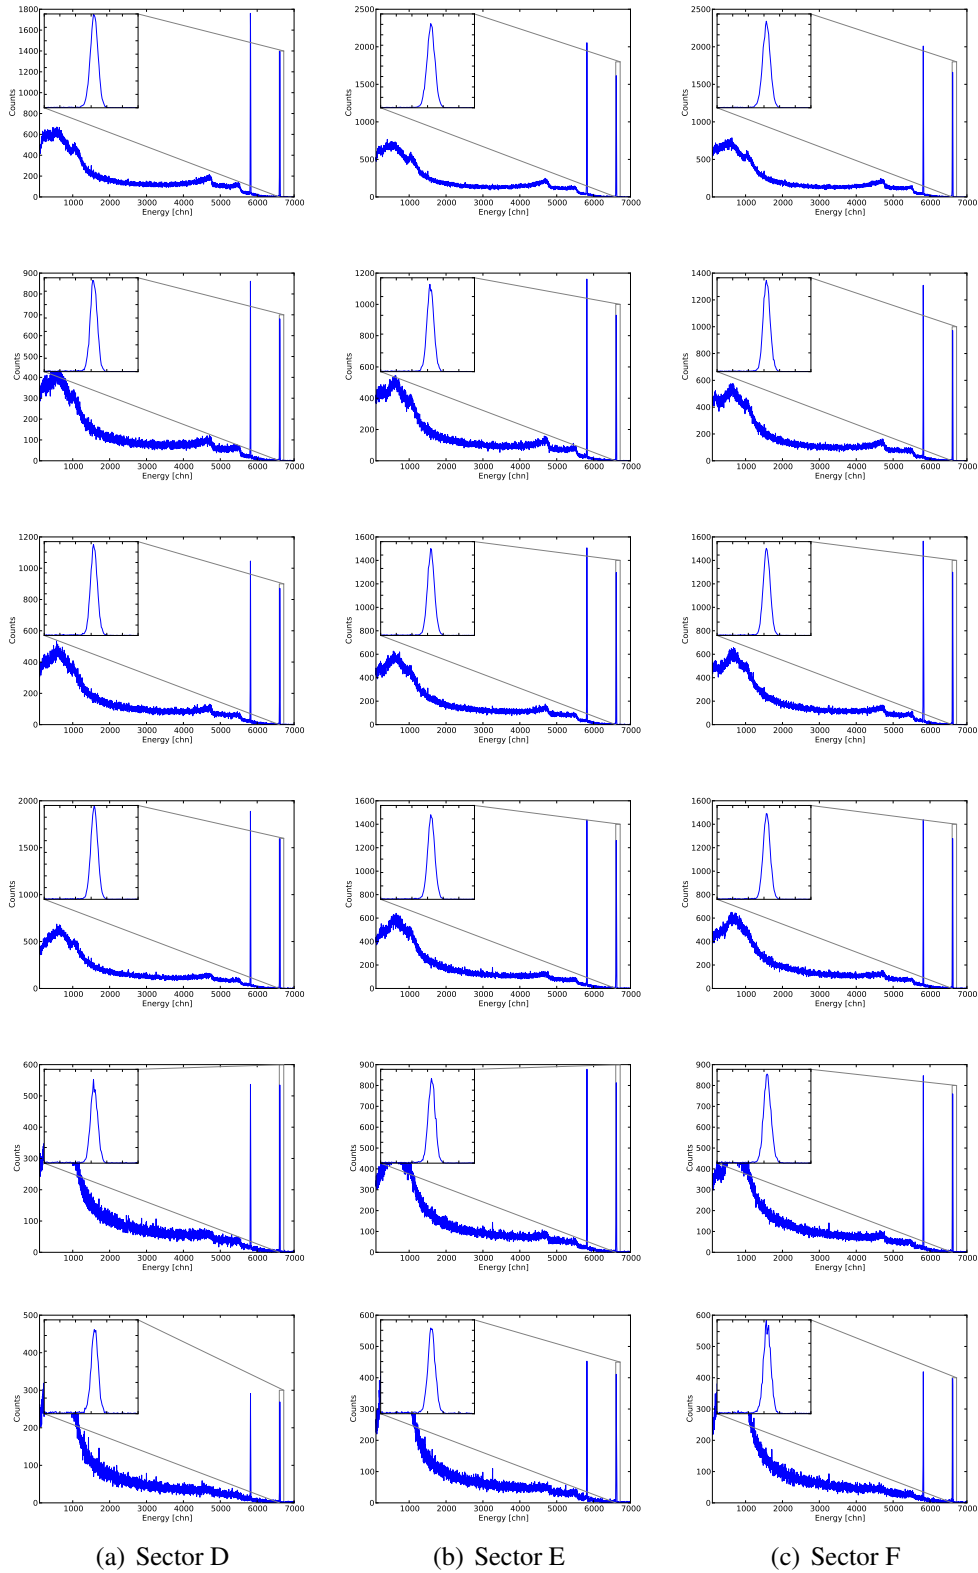 Counts
1800 1600 1400 1200 1000 800 600 400 200 0
1000 2000 3000 4000 5000 6000 7000
Energy [chn]
Counts
2500 2000 1500 1000 500 0
1000 2000 3000 4000 5000 6000 7000
Energy [chn]
Counts
2500 2000 1500 1000 500 0
1000 2000 3000 4000 5000 6000 7000
Energy [chn]
Counts
900 800 700 600 500 400 300 200 100 0
1000 2000 3000 4000 5000 6000 7000
Energy [chn]
Counts
1200 1000 800 600 400 200 0
1000 2000 3000 4000 5000 6000 7000
Energy [chn]
Counts
1400 1200 1000 800 600 400 200 0
1000 2000 3000 4000 5000 6000 7000
Energy [chn]
Counts
1200 1000 800 600 400 200 0
1000 2000 3000 4000 5000 6000 7000
Energy [chn]
Counts
1600 1400 1200 1000 800 600 400 200 0
1000 2000 3000 4000 5000 6000 7000
Energy [chn]
Counts
1600 1400 1200 1000 800 600 400 200 0
1000 2000 3000 4000 5000 6000 7000
Energy [chn]
Counts
2000 1500 1000 500 0
1000 2000 3000 4000 5000 6000 7000
Energy [chn]
Counts
1600 1400 1200 1000 800 600 400 200 0
1000 2000 3000 4000 5000 6000 7000
Energy [chn]
Counts
1600 1400 1200 1000 800 600 400 200 0
1000 2000 3000 4000 5000 6000 7000
Energy [chn]
Counts
600 500 400 300 200 100 0
1000 2000 3000 4000 5000 6000 7000
Energy [chn]
Counts
900 800 700 600 500 400 300 200 100 0
1000 2000 3000 4000 5000 6000 7000
Energy [chn]
Counts
900 800 700 600 500 400 300 200 100 0
1000 2000 3000 4000 5000 6000 7000
Energy [chn]
Counts
500 400 300 200 100 0
1000 2000 3000 4000 5000 6000 7000
Energy [chn]
Counts
600 500 400 300 200 100 0
1000 2000 3000 4000 5000 6000 7000
Energy [chn]
Counts
600 500 400 300 200 100 0
1000 2000 3000 4000 5000 6000 7000
Energy [chn]
(a) Sector D
(b) Sector E
(c) Sector F